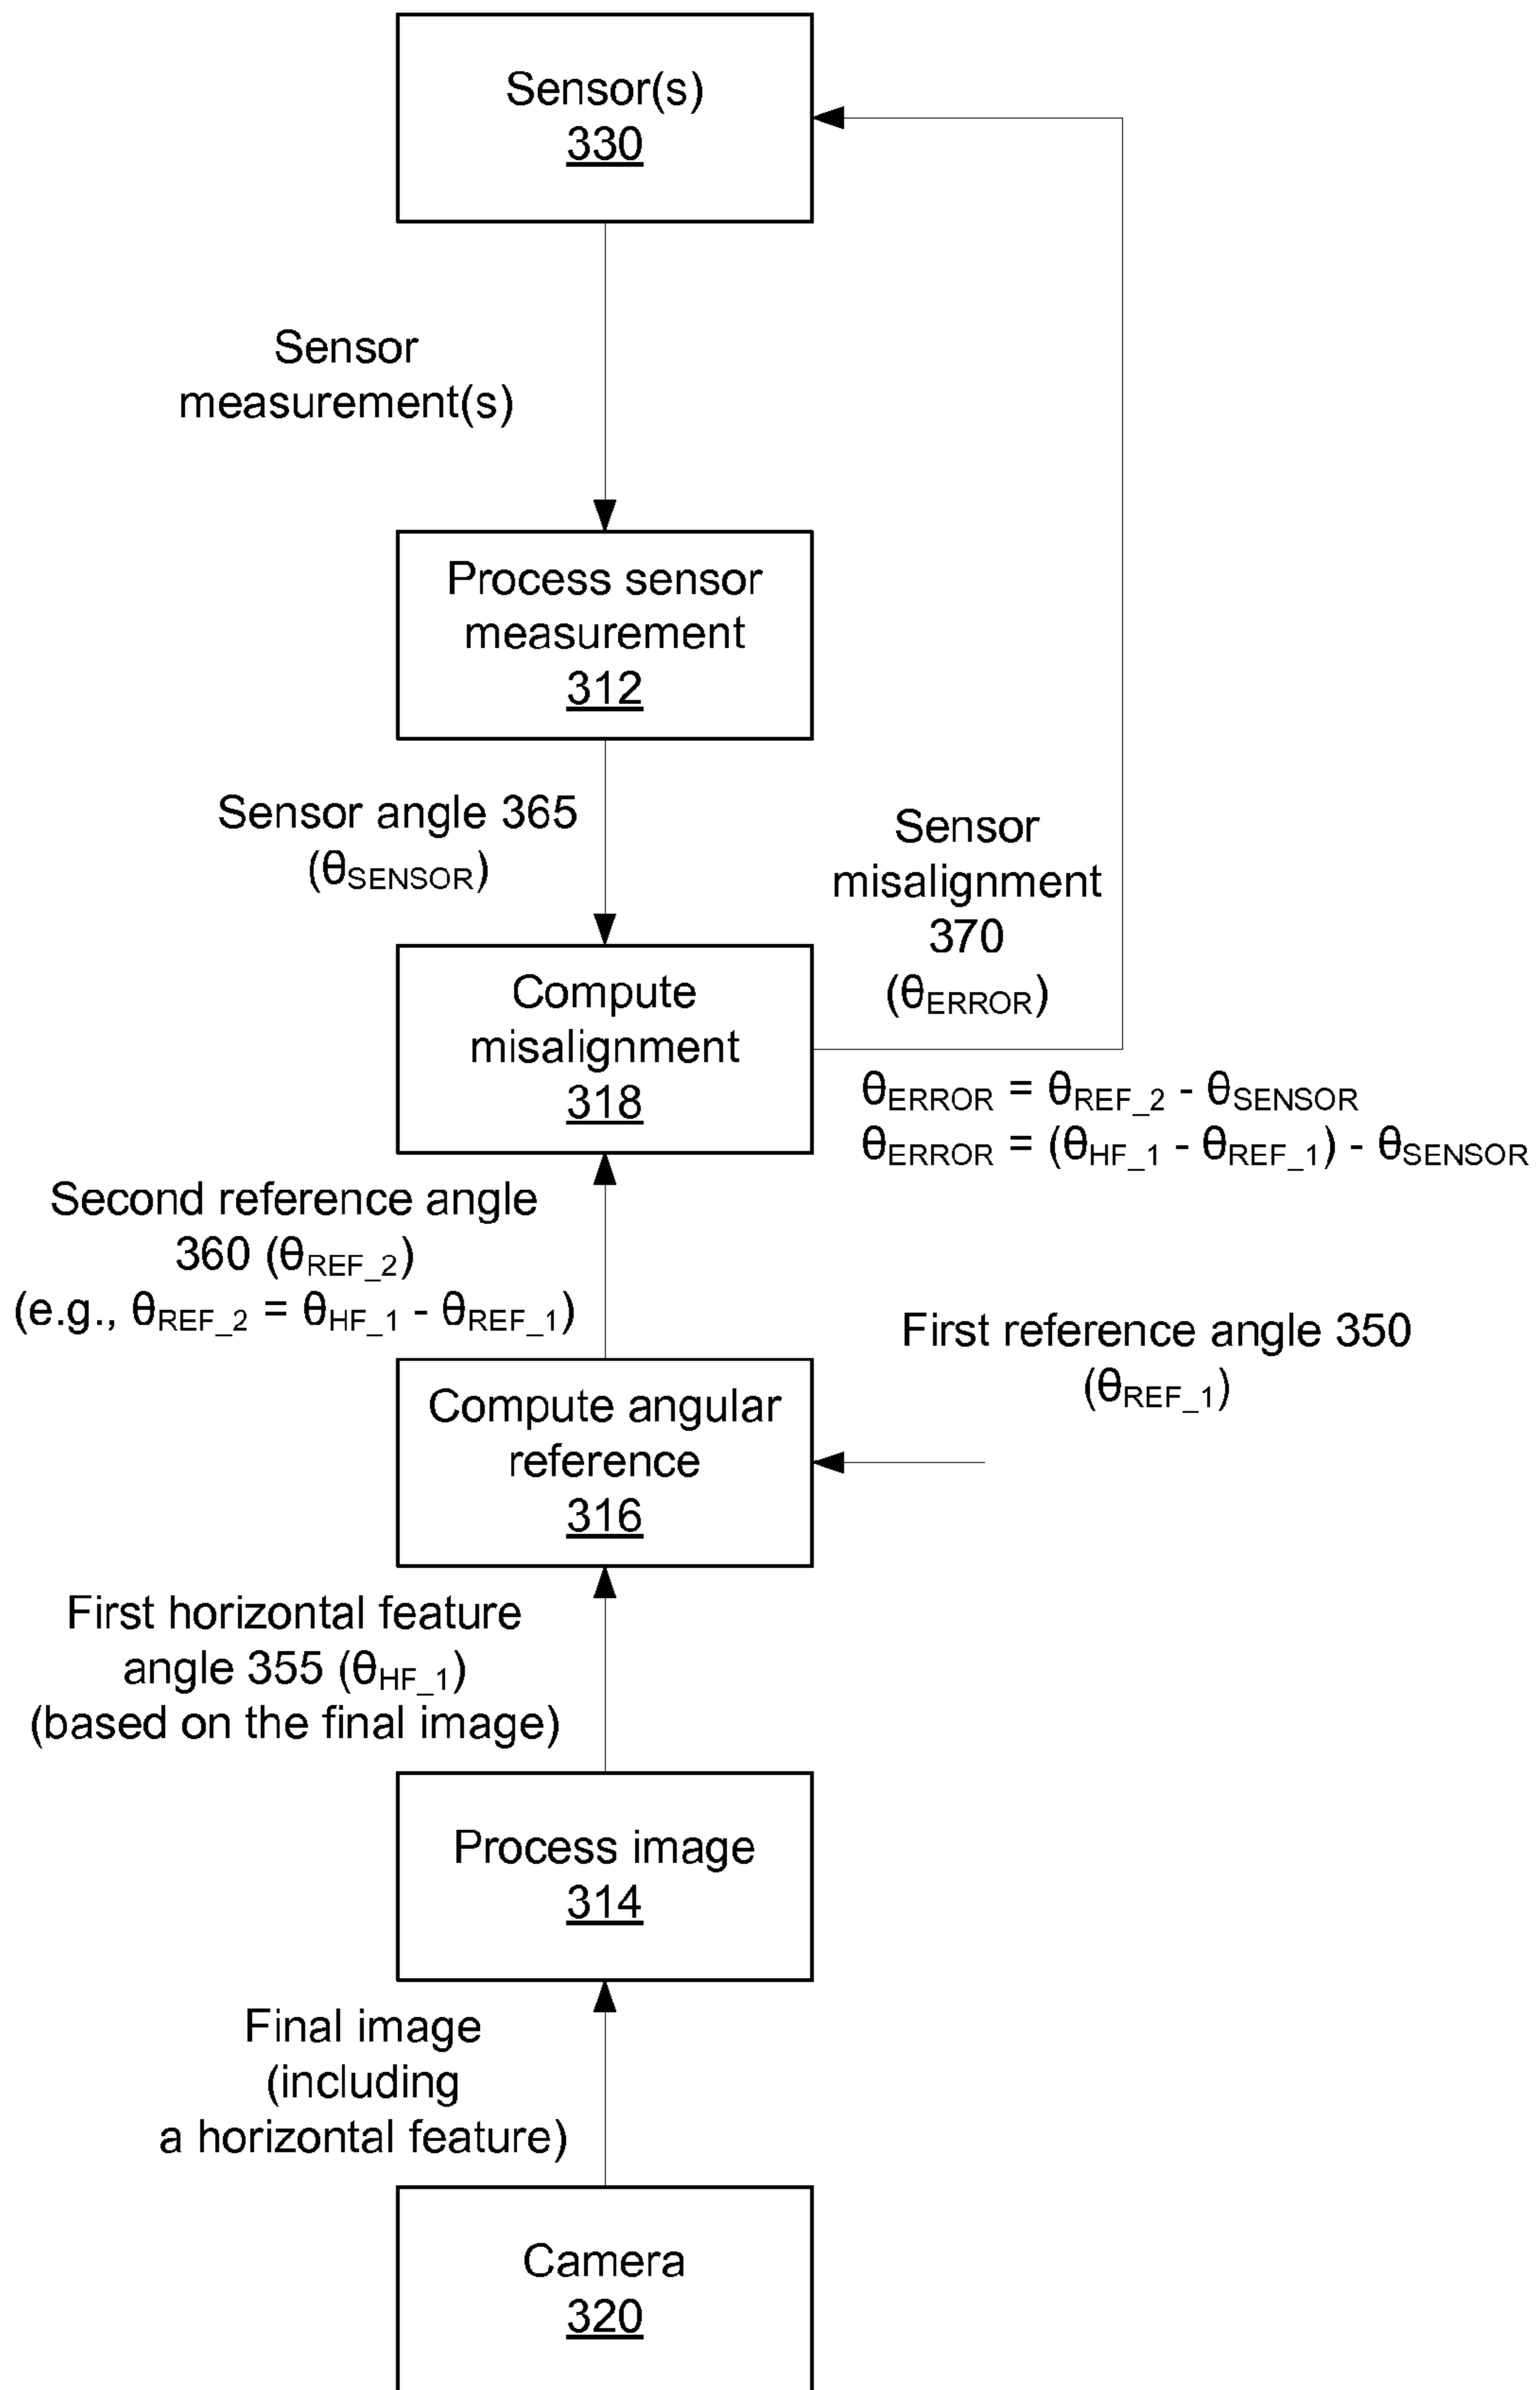 Sensor(s)
330
Sensor
measurement(s)
Process sensor
measurement
312
Sensor angle 365
(θSENSOR)
Sensor
misalignment
370
(θERROR)
Compute
misalignment
318
θERROR = θREF_2 - θSENSOR
θERROR = (θHF_1 - θREF_1) - θSENSOR
Second reference angle
360 (θREF_2)
(e.g., θREF_2 = θHF_1 - θREF_1)
First reference angle 350
(θREF_1)
Compute angular
reference
316
First horizontal feature
angle 355 (θHF_1)
(based on the final image)
Process image
314
Final image
(including
a horizontal feature)
Camera
320